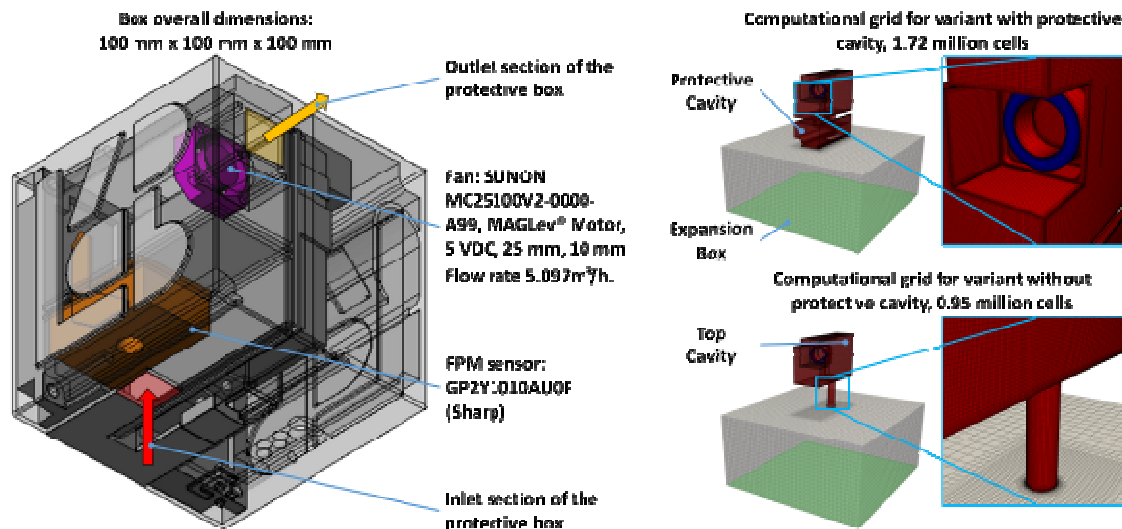 Box overall dimensions:
100 mm x 100 mm x 100 mm
Outlet section of the
protective box
Fan: SUNON
MC25100V2-0000-
A99, MAGLev® Motor,
5 VDC, 25 mm, 10 mm
Flow rate 5.097m³/h.
FPM sensor:
GP2Y1010AU0F
(Sharp)
Inlet section of the
protective box
Computational grid for variant with protective
cavity, 1.72 million cells
Protective
Cavity
Expansion
Box
Computational grid for variant without
protective cavity, 0.95 million cells
Top
Cavity